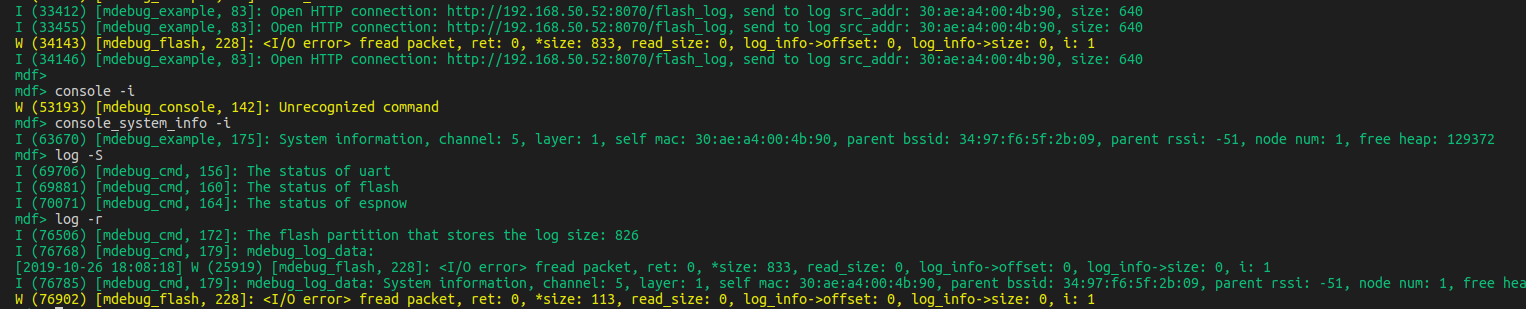 I (33412) [mdebug_example, 83]: Open HTTP connection: http://192.168.50.52:8070/flash_log, send to log src_addr: 30:ae:a4:00:4b:90, size: 640
I (33455) [mdebug_example, 83]: Open HTTP connection: http://192.168.50.52:8070/flash_log, send to log src_addr: 30:ae:a4:00:4b:90, size: 640
W (34143) [mdebug_flash, 228]: <I/O error> fread packet, ret: 0, *size: 833, read_size: 0, log_info->offset: 0, log_info->size: 0, i: 1
I (34146) [mdebug_example, 83]: Open HTTP connection: http://192.168.50.52:8070/flash_log, send to log src_addr: 30:ae:a4:00:4b:90, size: 640
mdf>
mdf> console -i
W (53193) [mdebug_console, 142]: Unrecognized command
mdf> console_system_info -i
I (63670) [mdebug_example, 175]: System information, channel: 5, layer: 1, self mac: 30:ae:a4:00:4b:90, parent bssid: 34:97:f6:5f:2b:09, parent rssi: -51, node num: 1, free heap: 129372
mdf> log -S
I (69706) [mdebug_cmd, 156]: The status of uart
I (69881) [mdebug_cmd, 160]: The status of flash
I (70071) [mdebug_cmd, 164]: The status of espnow
mdf> log -r
I (76506) [mdebug_cmd, 172]: The flash partition that stores the log size: 826
I (76768) [mdebug_cmd, 179]: mdebug_log_data:
[2019-10-26 18:08:18] W (25919) [mdebug_flash, 228]: <I/O error> fread packet, ret: 0, *size: 833, read_size: 0, log_info->offset: 0, log_info->size: 0, i: 1
I (76785) [mdebug_cmd, 179]: mdebug_log_data: System information, channel: 5, layer: 1, self mac: 30:ae:a4:00:4b:90, parent bssid: 34:97:f6:5f:2b:09, parent rssi: -51, node num: 1, free hea
W (76902) [mdebug_flash, 228]: <I/O error> fread packet, ret: 0, *size: 113, read_size: 0, log_info->offset: 0, log_info->size: 0, i: 1